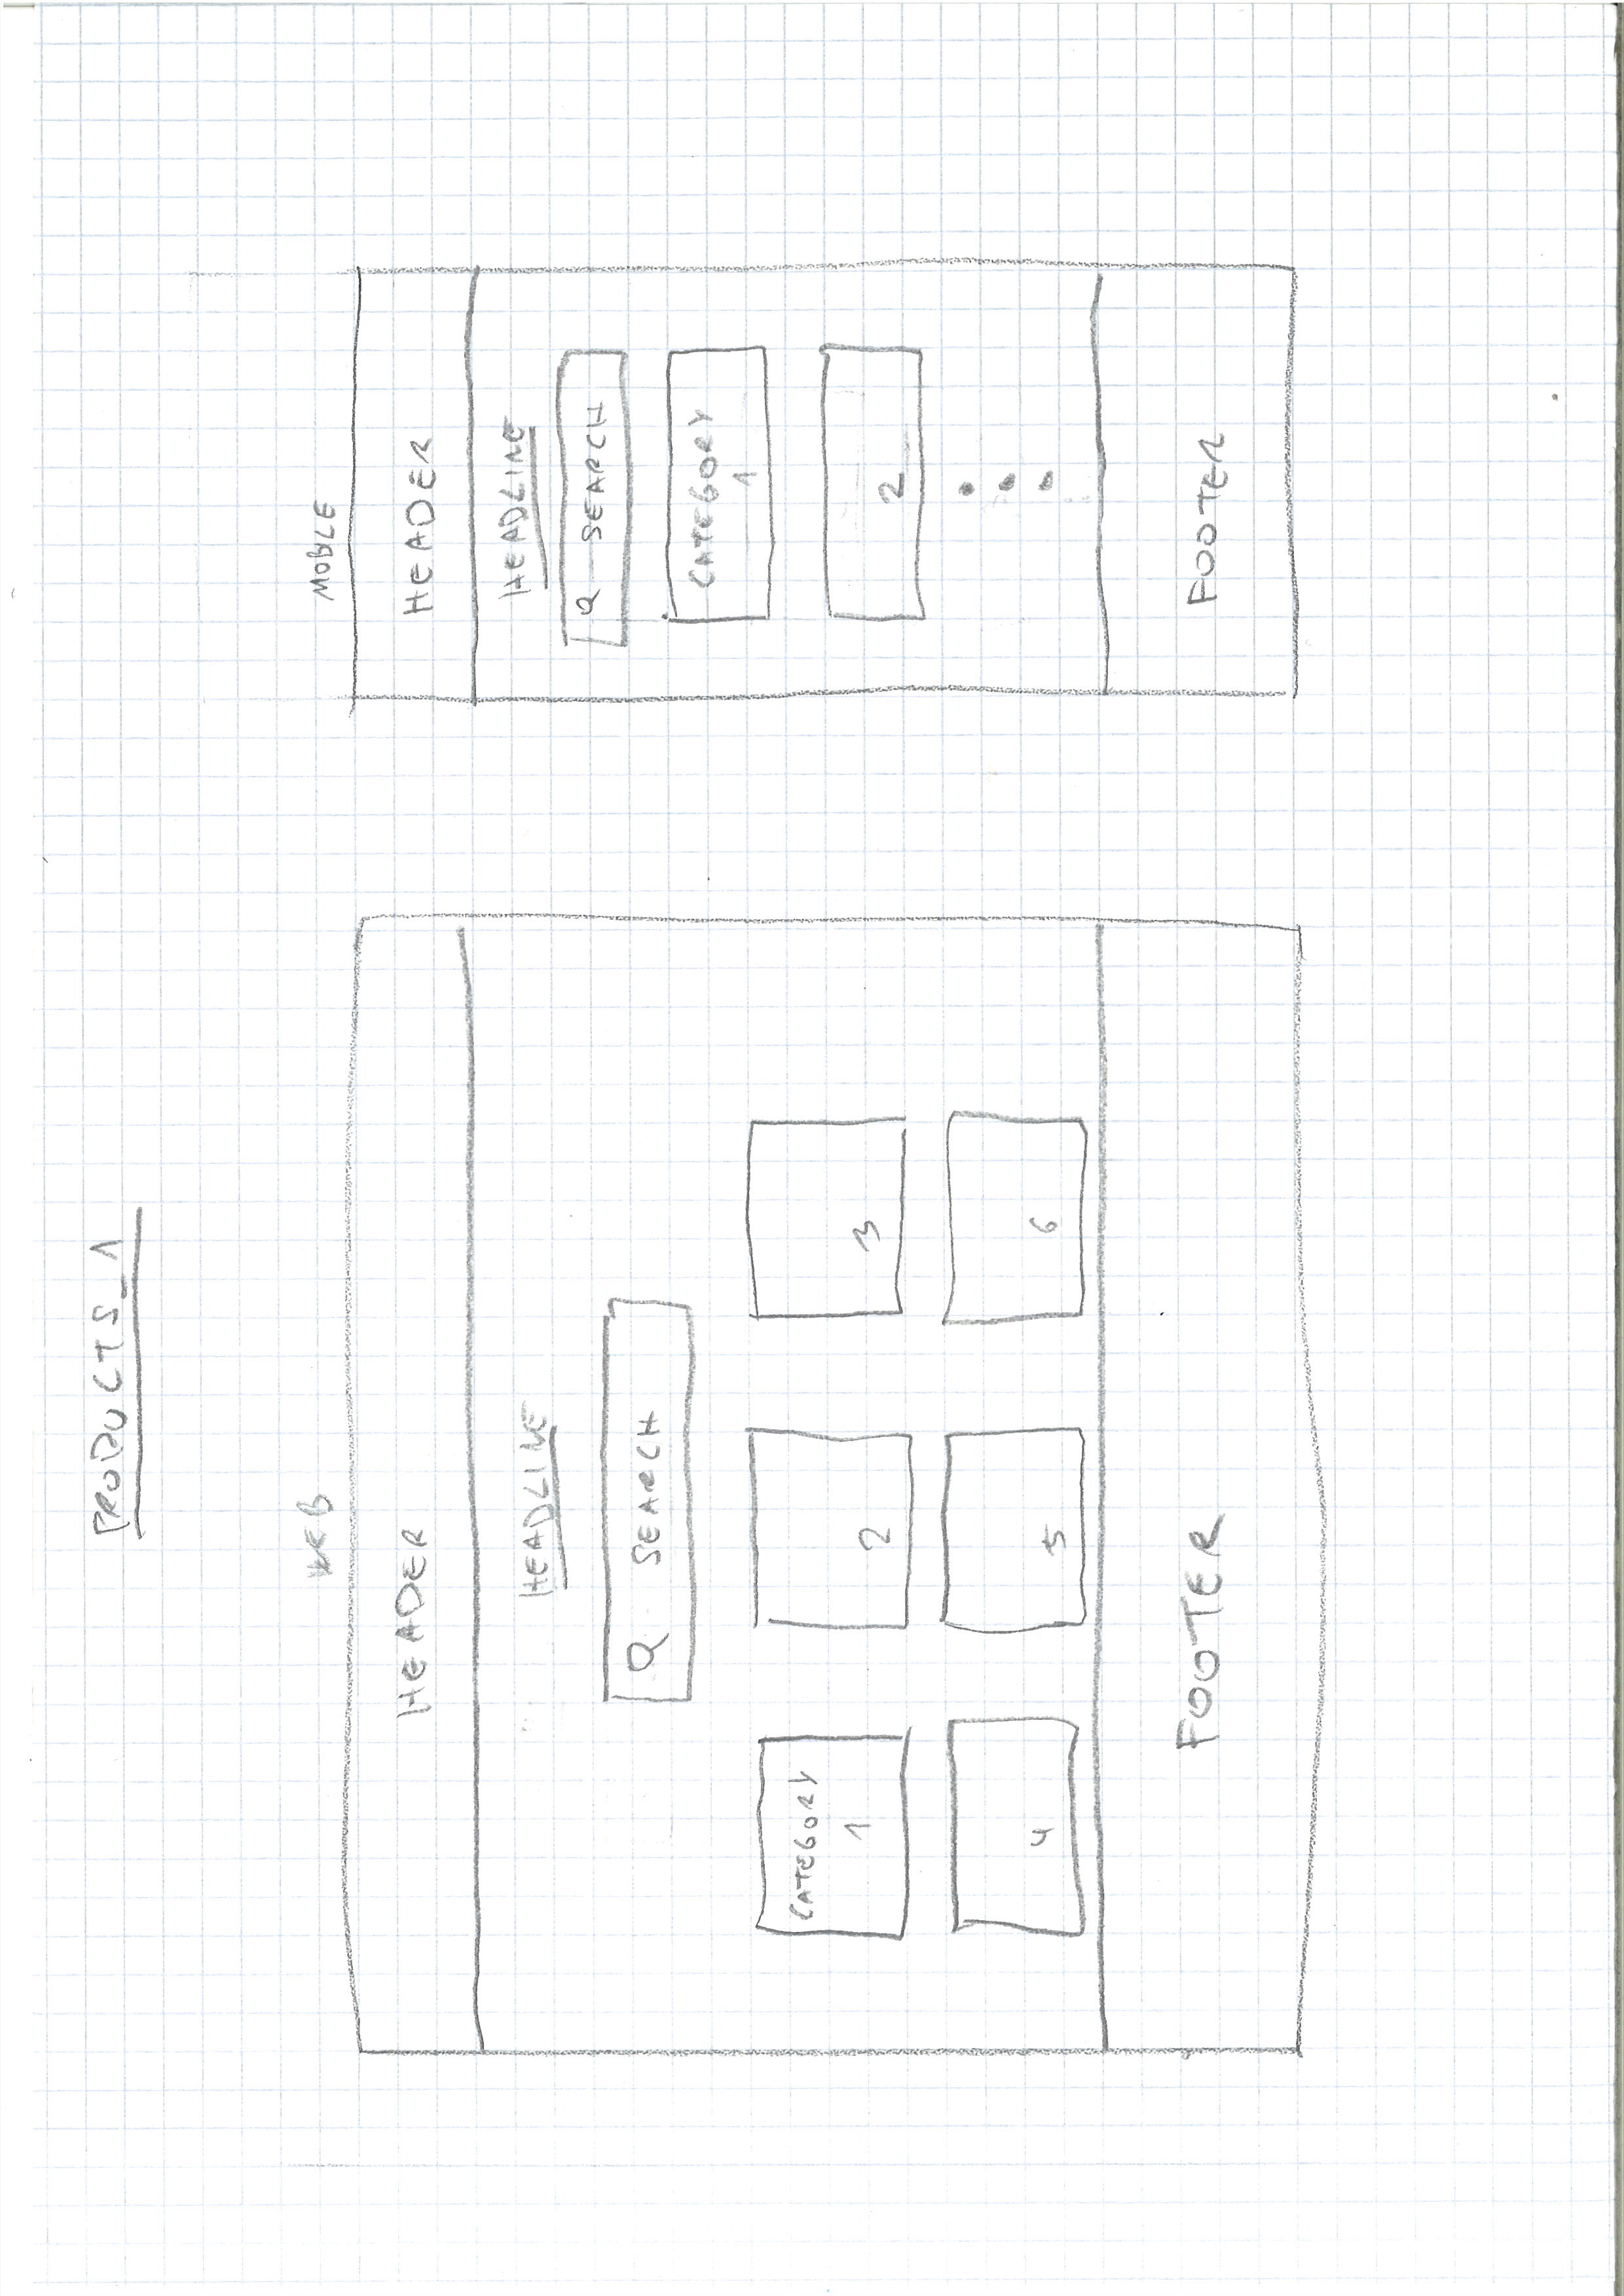 PRODUCTS_1
WEB
HEADER
HEADLINE
SEARCH
CATEGORY
1
2
3
4
5
6
FOOTER
MOBLE
HEADER
HEADLINE
SEARCH
CATEGORY
1
2
FOOTER